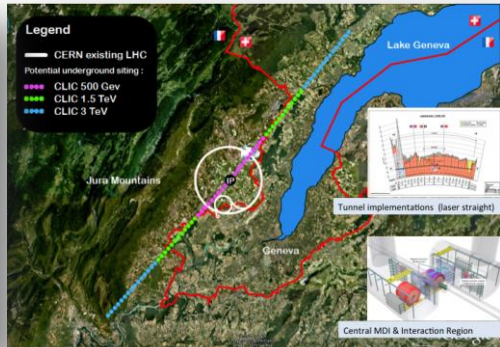 Legend
CERN existing LHC
Potential underground siting :
CLIC 500 Gev
CLIC 1.5 TeV
CLIC 3 TeV
Jura Mountains
IP
Geneva
Lake Geneva
Tunnel implementations (laser straight)
Central MDI & Interaction Region